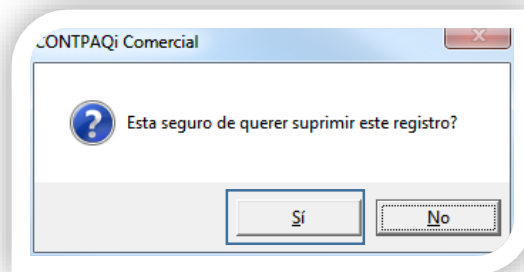 CONTPAQi Comercial
Esta seguro de querer suprimir este registro?
Sí
No